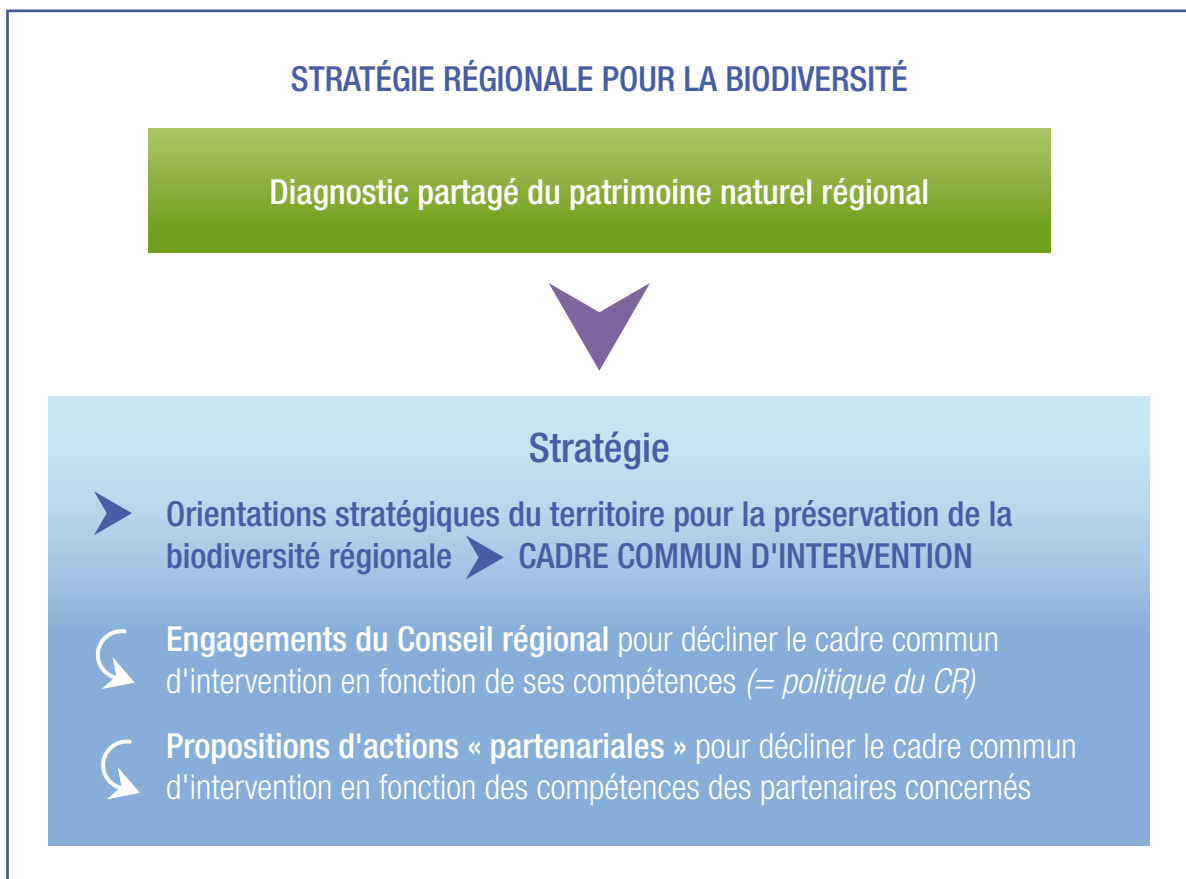 STRATÉGIE RÉGIONALE POUR LA BIODIVERSITÉ
Diagnostic partagé du patrimoine naturel régional
Stratégie
Orientations stratégiques du territoire pour la préservation de la
biodiversité régionale CADRE COMMUN D'INTERVENTION
Engagements du Conseil régional pour décliner le cadre commun
d'intervention en fonction de ses compétences (= politique du CR)
Propositions d'actions « partenariales » pour décliner le cadre commun
d'intervention en fonction des compétences des partenaires concernés